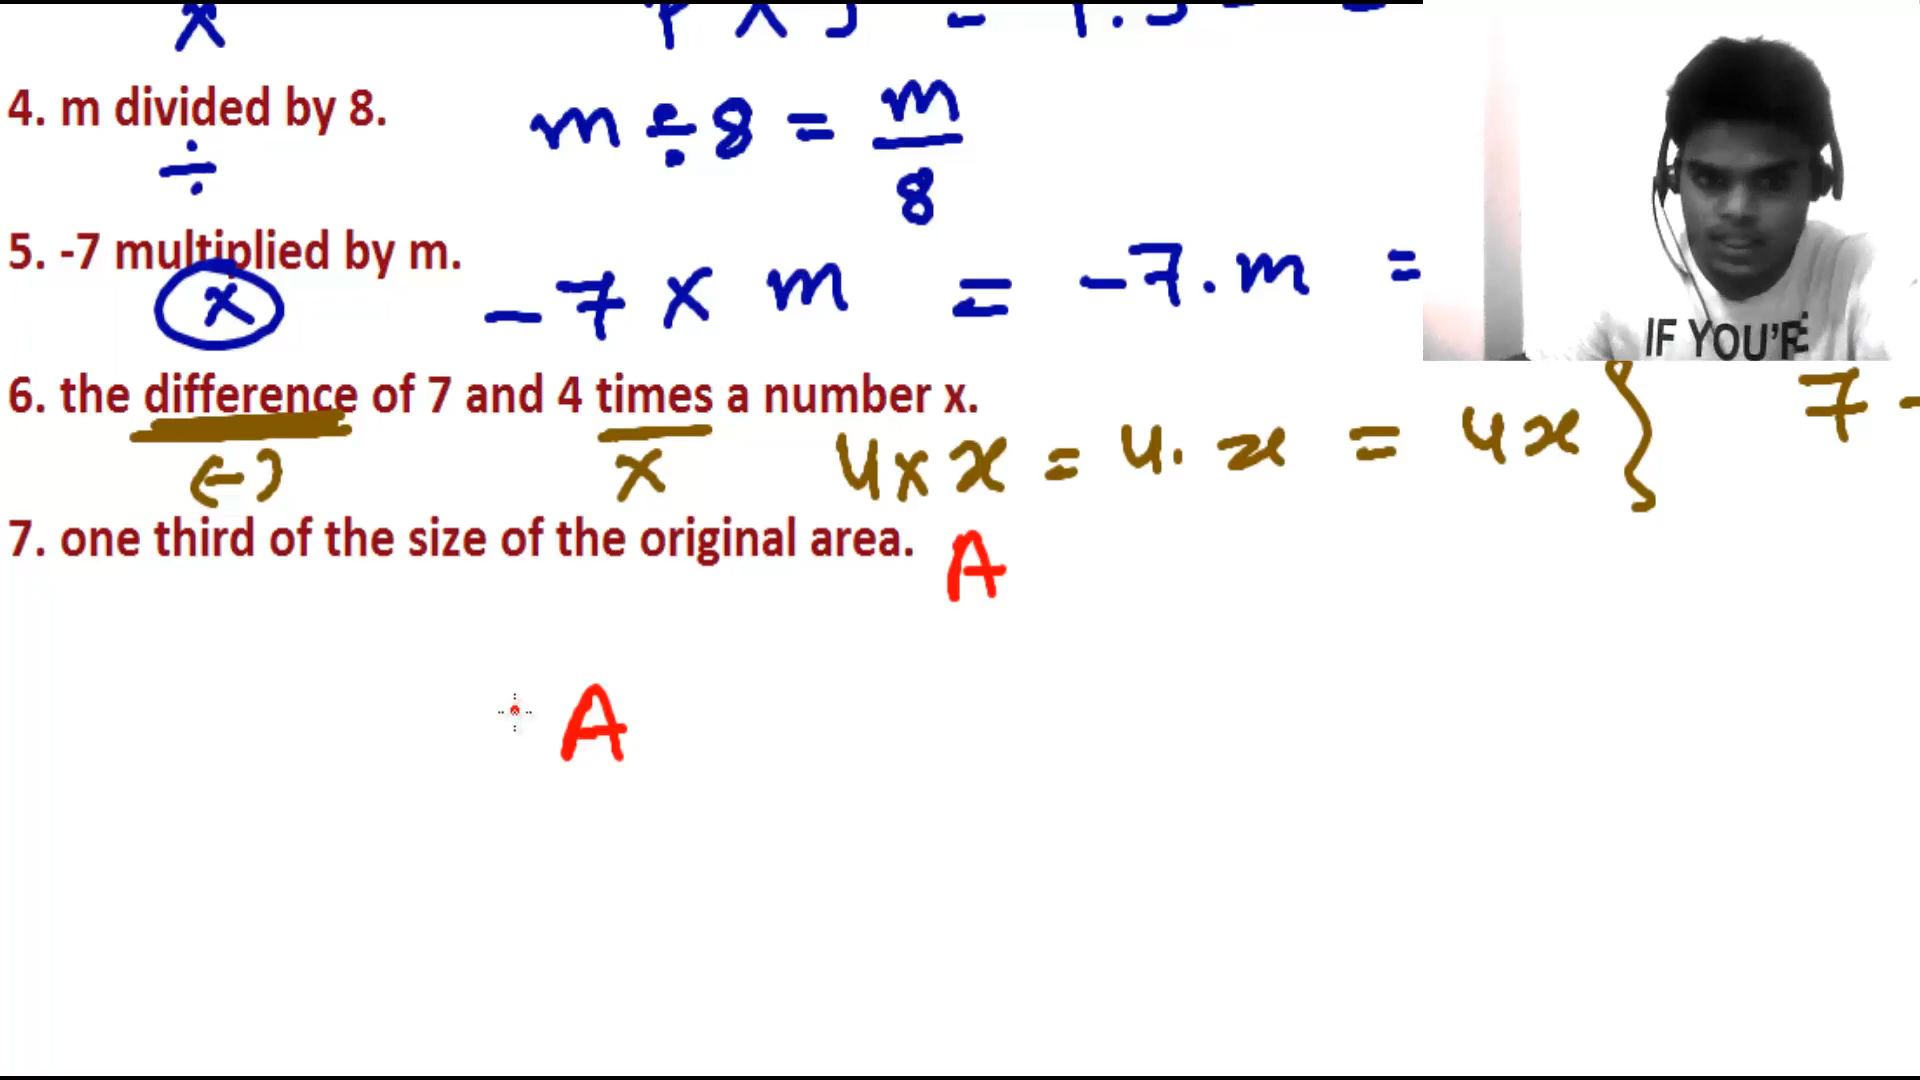 x
4. m divided by 8.
÷
m ÷ 8 = m/8
5. -7 multiplied by m.
x
-7 x m = -7.m =
IF YOU'RE
6. the difference of 7 and 4 times a number x.
(-)
x
4 x x = 4. x = 4x } 7 -
7. one third of the size of the original area. A
A